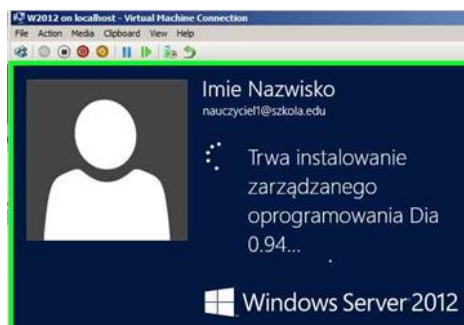 W2012 on localhost - Virtual Machine Connection
File Action Media Clipboard View Help
Imie Nazwisko
nauczyciel1@szkola.edu
Trwa instalowanie
zarządzanego
oprogramowania Dia
0.94...
Windows Server 2012